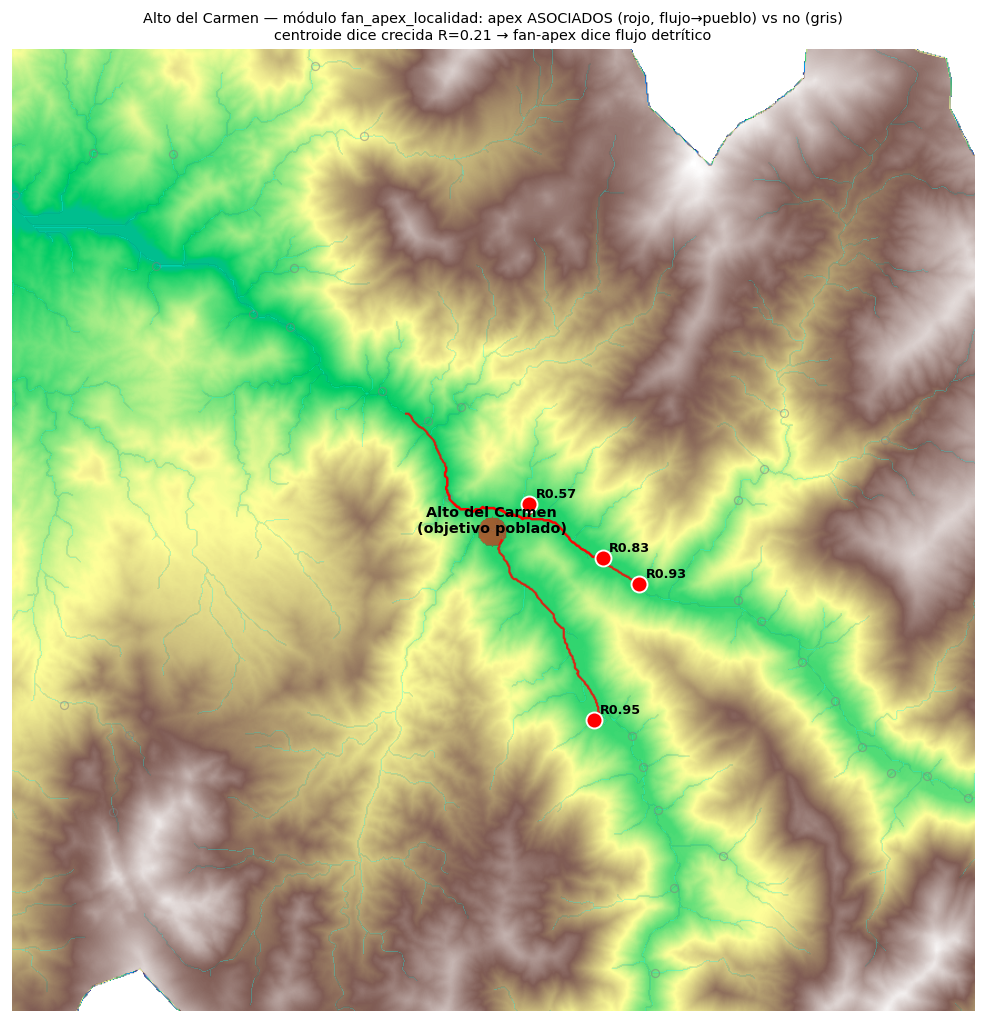 Alto del Carmen — módulo fan_apex_localidad: apex ASOCIADOS (rojo, flujo→pueblo) vs no (gris)
centroide dice crecida R=0.21 → fan-apex dice flujo detrítico
R0.57
Alto del Carmen
(objetivo poblado)
R0.83
R0.93
R0.95